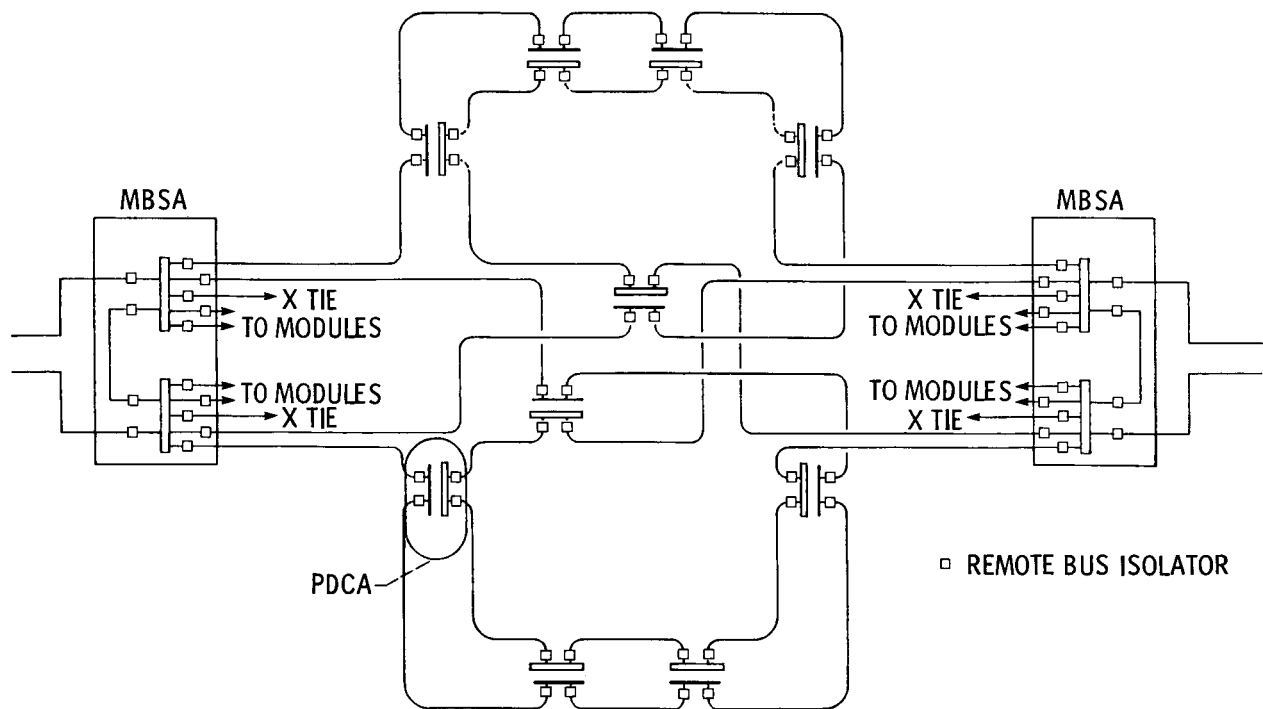 MBSA
MBSA
X TIE
TO MODULES
X TIE
TO MODULES
TO MODULES
X TIE
TO MODULES
X TIE
PDCA
REMOTE BUS ISOLATOR